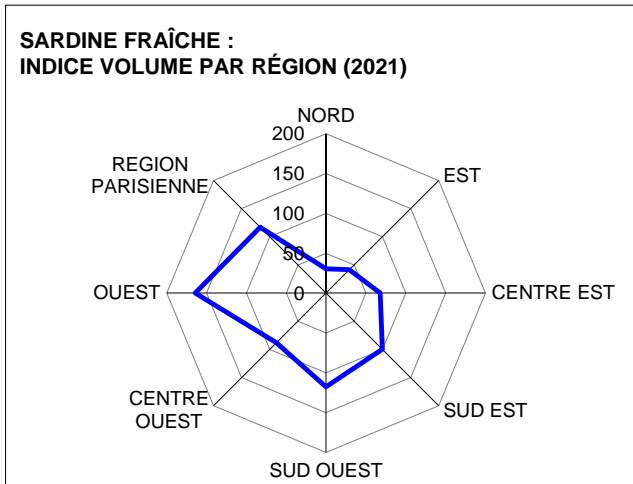 SARDINE FRAÎCHE :
INDICE VOLUME PAR RÉGION (2021)
NORD
200
150
100
50
0
EST
CENTRE EST
SUD EST
SUD OUEST
CENTRE
OUEST
OUEST
REGION
PARISIENNE